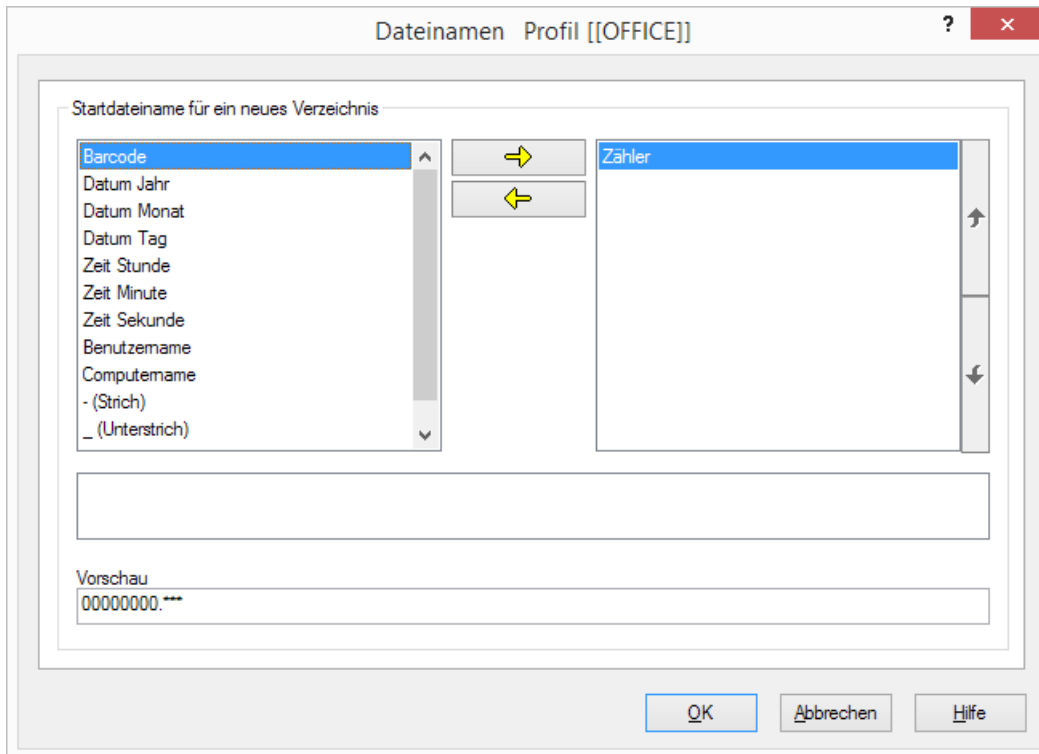 Dateinamen Profil [[OFFICE]]
?
Startdateiname für ein neues Verzeichnis
Barcode
Datum Jahr
Datum Monat
Datum Tag
Zeit Stunde
Zeit Minute
Zeit Sekunde
Benutzername
Computername
- (Strich)
_ (Unterstrich)
Zähler
Vorschau
00000000.***
OK
Abbrechen
Hilfe